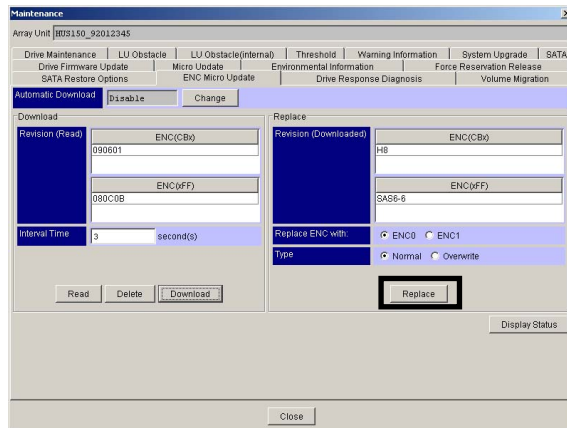 Maintenance
Array Unit HUS150_92012345
Drive Maintenance LU Obstacle LU Obstacle(internal) Threshold Warning Information System Upgrade SATA
Drive Firmware Update Micro Update Environmental Information Force Reservation Release
SATA Restore Options ENC Micro Update Drive Response Diagnosis Volume Migration
Automatic Download Disable Change
Download
Revision (Read)
ENC(CBx)
090601
ENC(xFF)
080C0B
Interval Time 3 second(s)
Read Delete Download
Replace
Revision (Downloaded)
ENC(CBx)
H8
ENC(xFF)
SAS6-6
Replace ENC with: ENC0 ENC1
Type Normal Overwrite
Replace
Display Status
Close